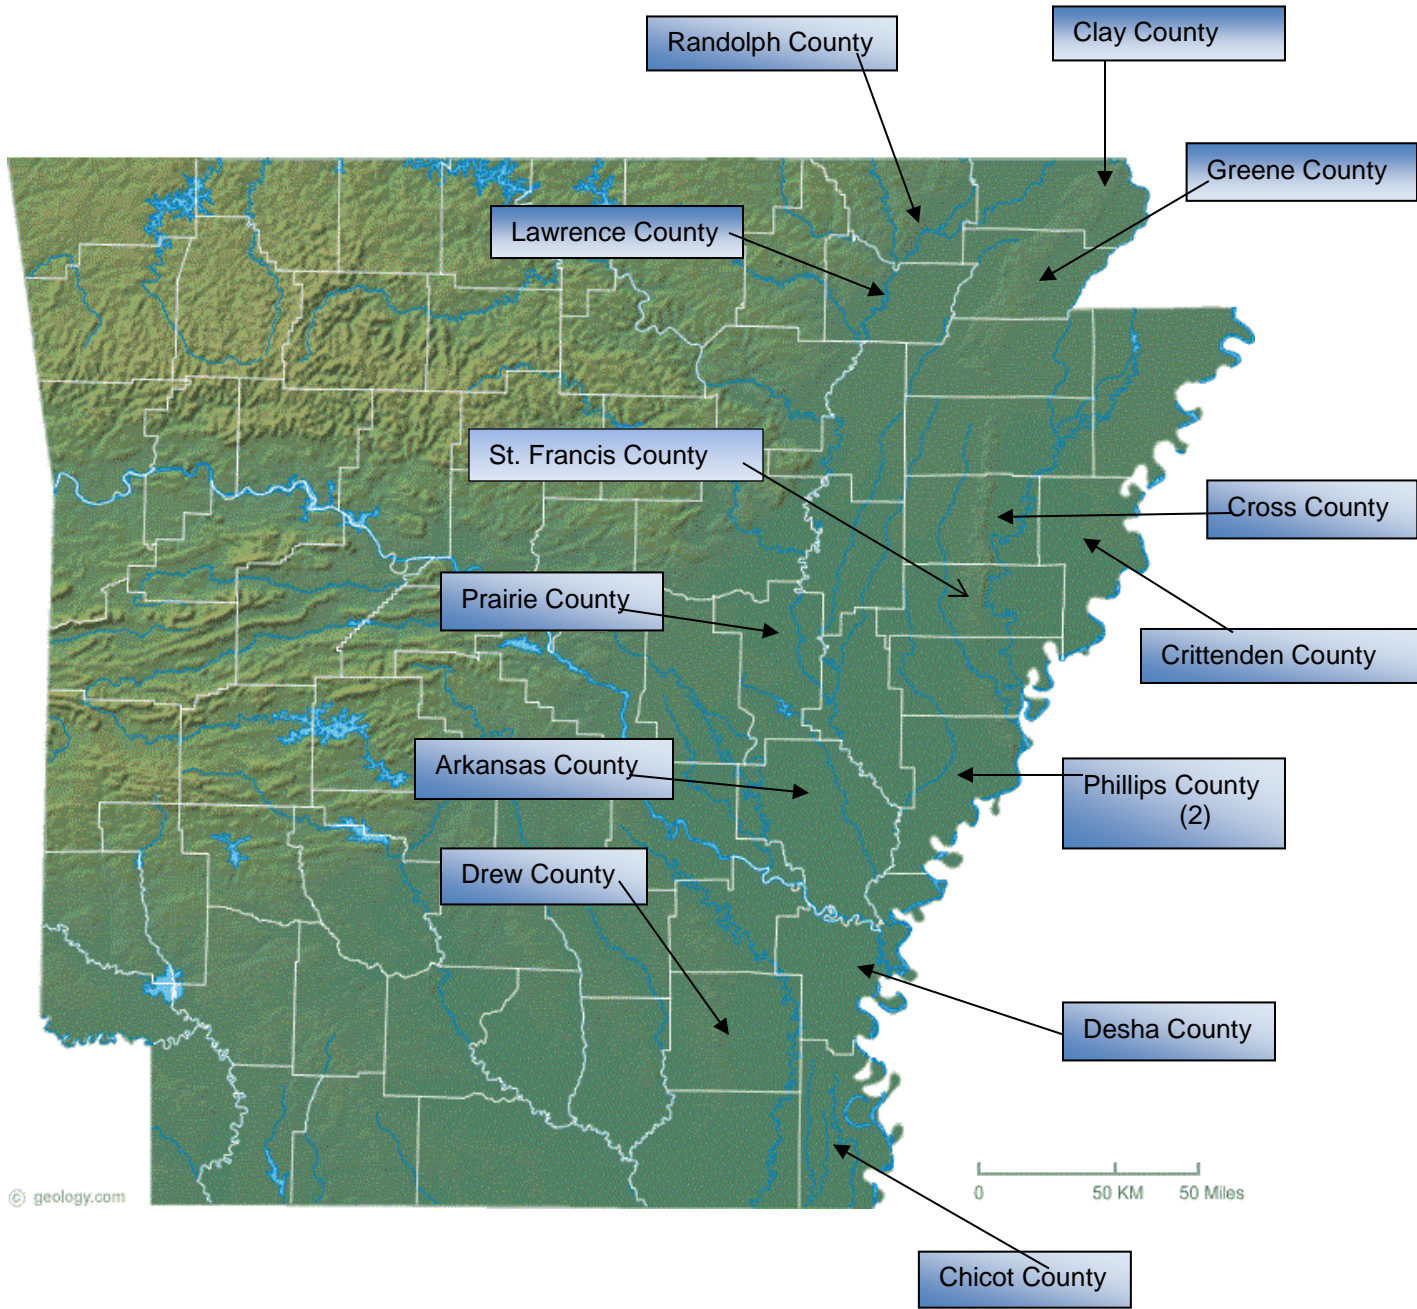 Clay County
Randolph County
Greene County
Lawrence County
St. Francis County
Cross County
Prairie County
Crittenden County
Arkansas County
Phillips County
(2)
Drew County
Desha County
0
50 KM
50 Miles
© geology.com
Chicot County